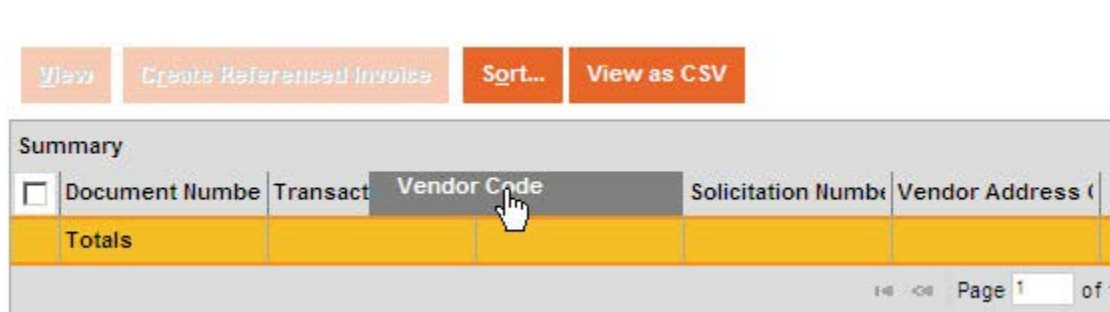 View Create Referenced Invoice Sort... View as CSV
Summary
Document Numbe Transact Vendor Code Solicitation Numbe Vendor Address (
Totals
Page 1 of